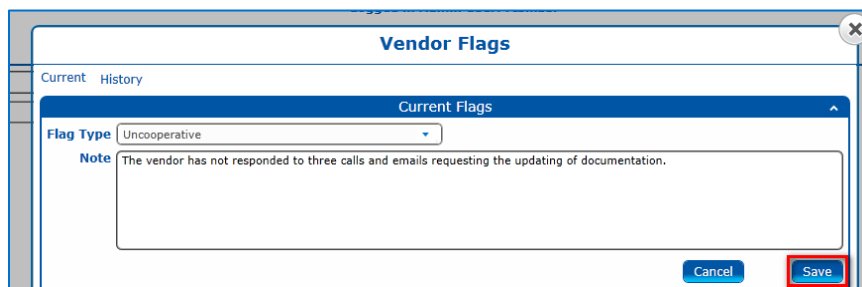 Vendor Flags
Current History
Current Flags
Flag Type Uncooperative
Note The vendor has not responded to three calls and emails requesting the updating of documentation.
Cancel Save